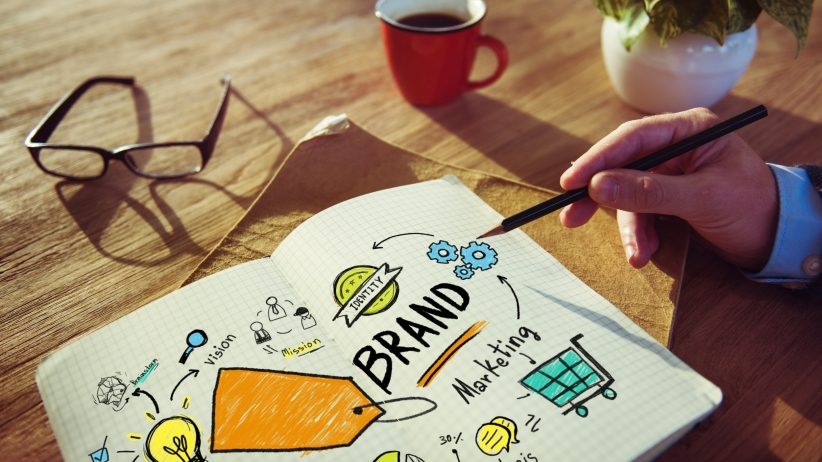 IDENTITY
BRAND
Vision
Mission
Marketing
30%